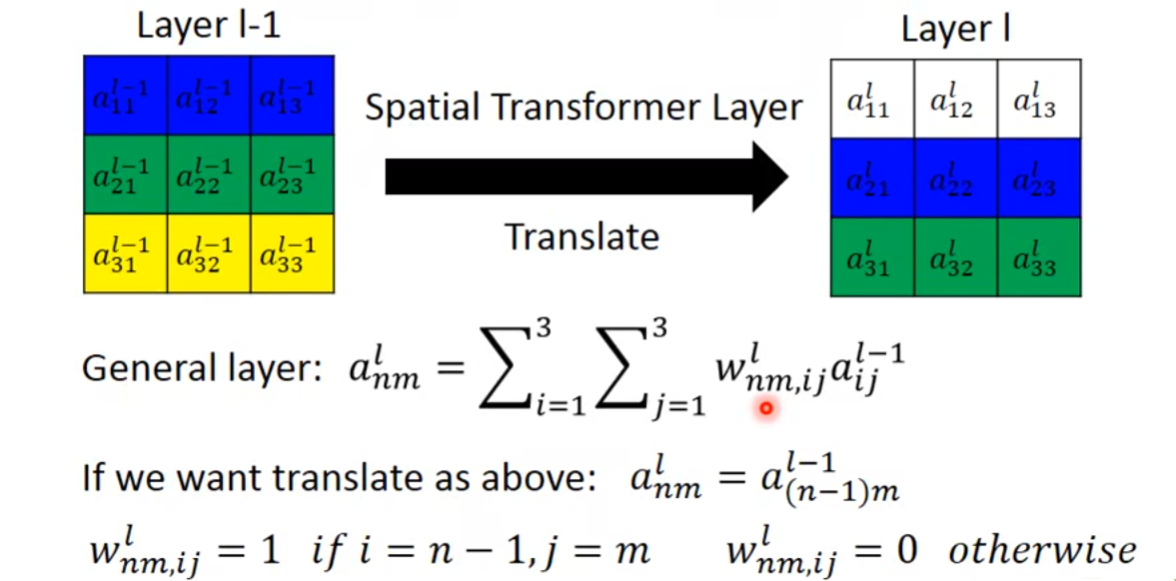 Layer l-1
Layer l
a_{11}^{l-1} a_{12}^{l-1} a_{13}^{l-1}
a_{21}^{l-1} a_{22}^{l-1} a_{23}^{l-1}
a_{31}^{l-1} a_{32}^{l-1} a_{33}^{l-1}
Spatial Transformer Layer
Translate
a_{11}^{l} a_{12}^{l} a_{13}^{l}
a_{21}^{l} a_{22}^{l} a_{23}^{l}
a_{31}^{l} a_{32}^{l} a_{33}^{l}
General layer: a_{nm}^{l} = ∑_{i=1}^{3} ∑_{j=1}^{3} w_{nm,ij}^{l} a_{ij}^{l-1}
If we want translate as above: a_{nm}^{l} = a_{(n-1)m}^{l-1}
w_{nm,ij}^{l} = 1 if i = n − 1, j = m w_{nm,ij}^{l} = 0 otherwise